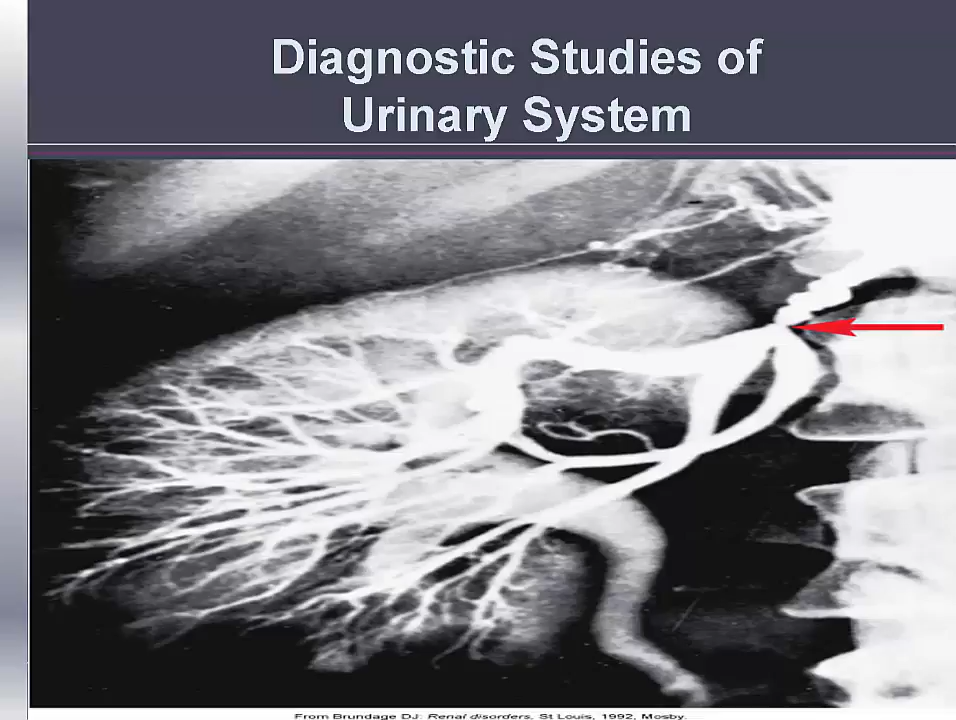 Diagnostic Studies of
Urinary System
From Brundage DJ: Renal disorders, St Louis, 1992, Mosby.